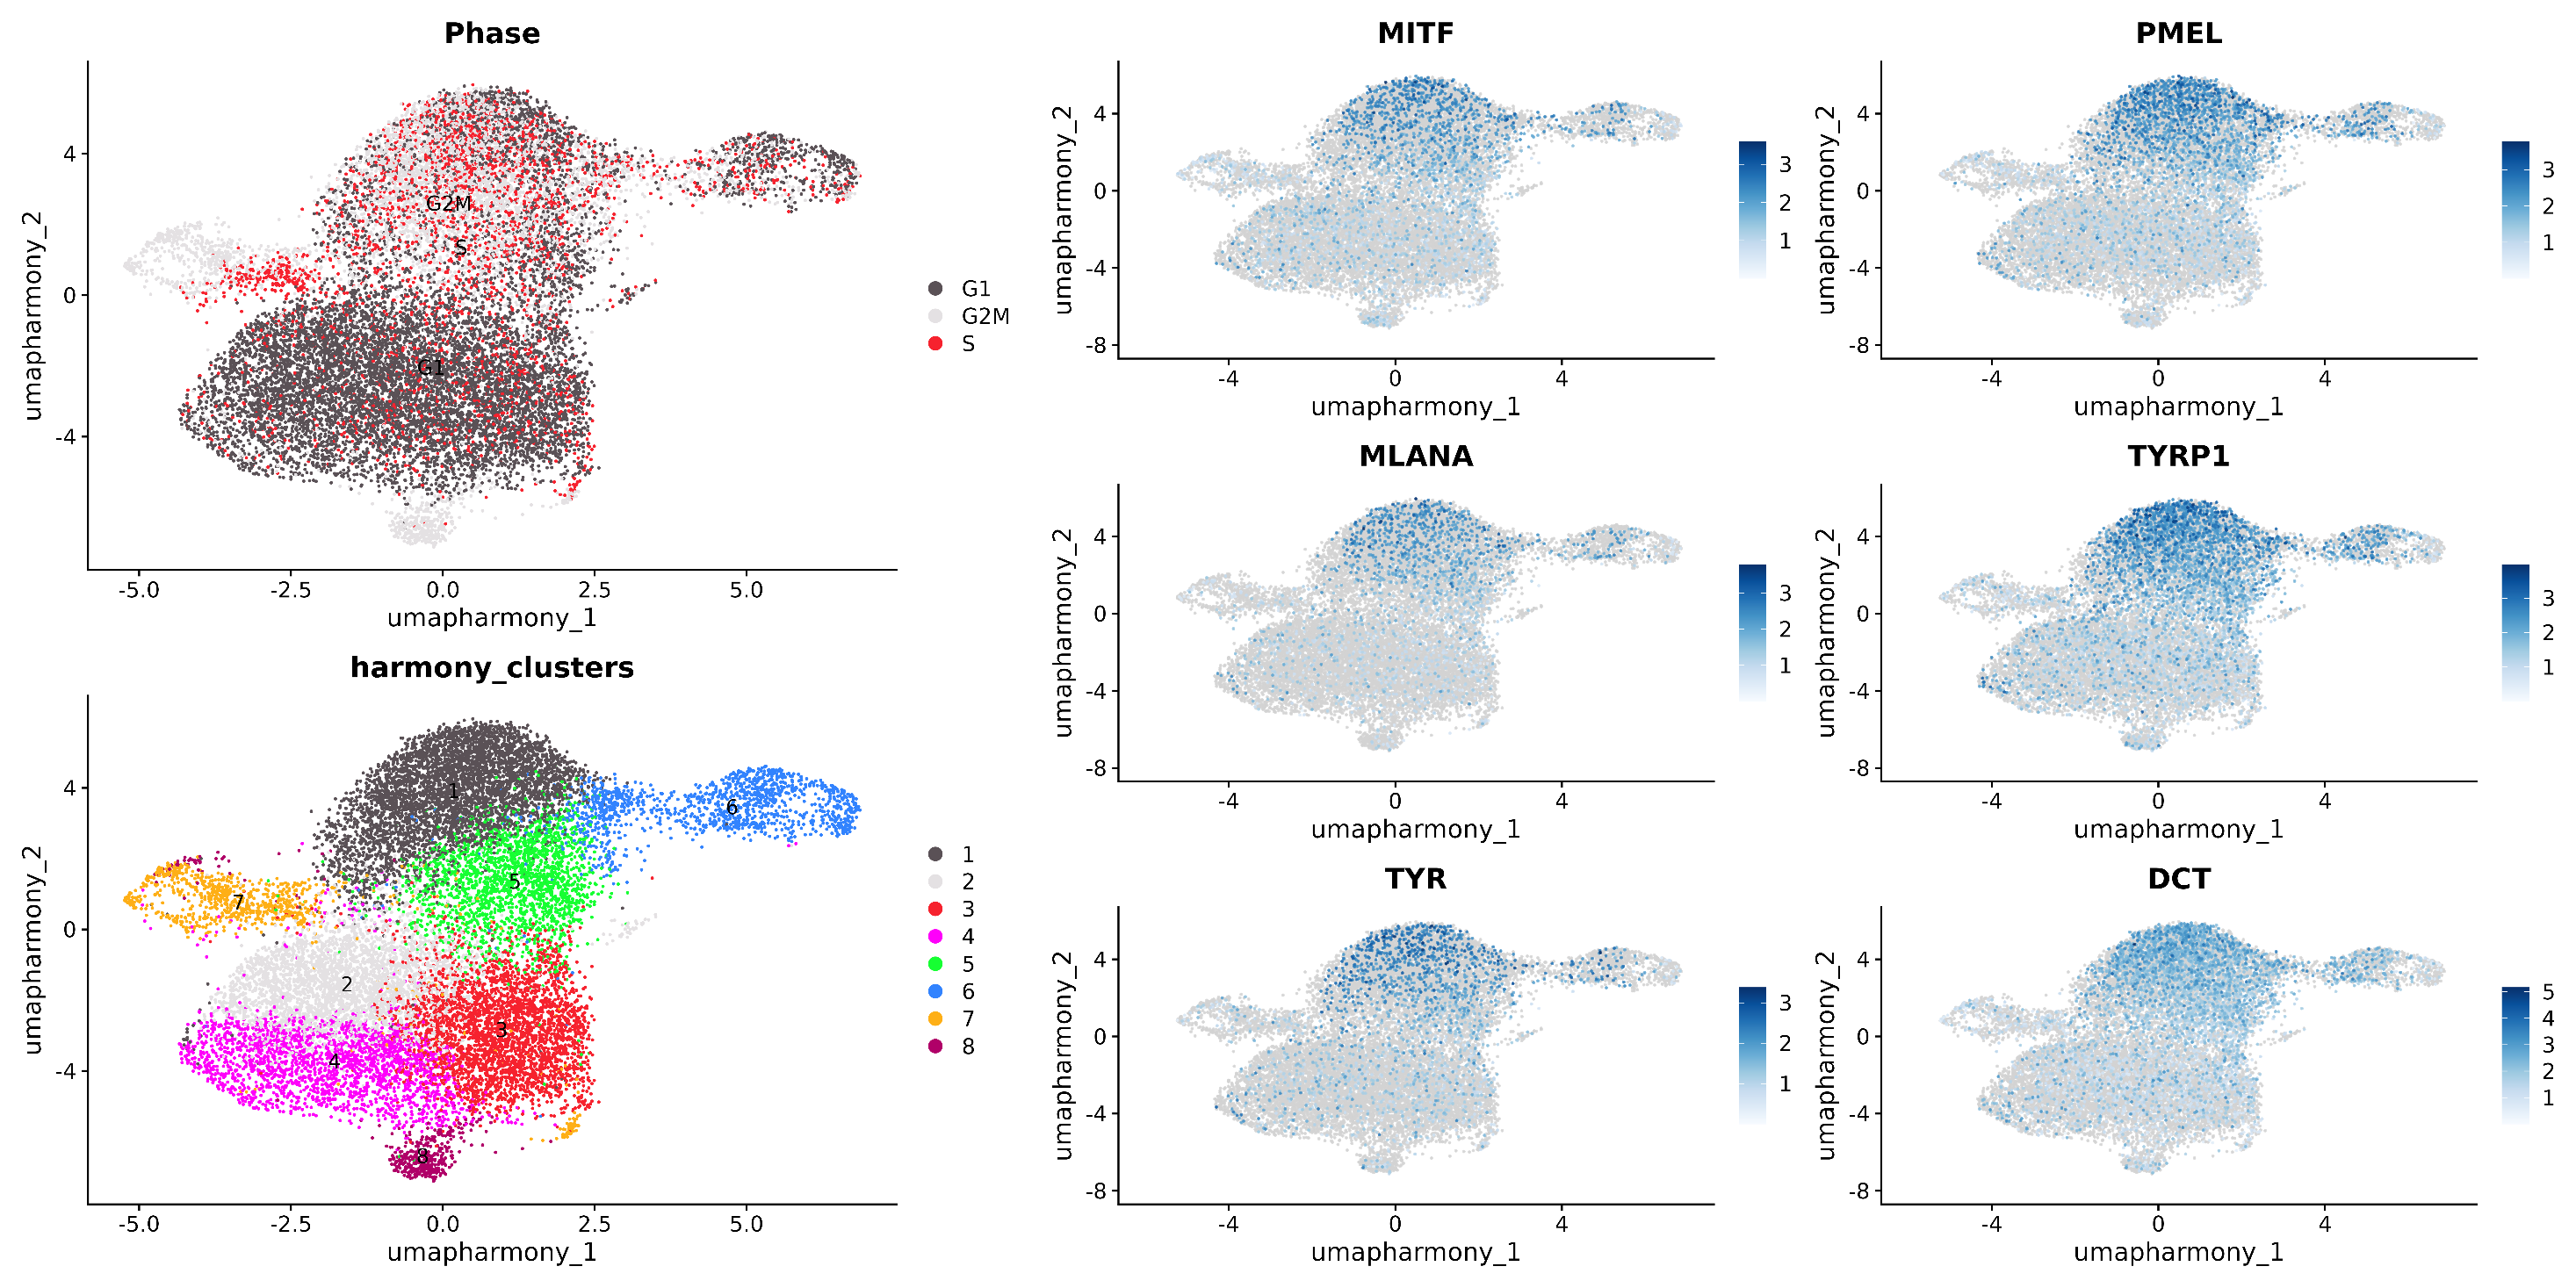 Phase
umapharmony_2
4
0
-4
G2M
S
G1
-5.0 -2.5 0.0 2.5 5.0
umapharmony_1
G1
G2M
S
harmony_clusters
umapharmony_2
4
0
-4
1
6
5
7
2
3
4
8
-5.0 -2.5 0.0 2.5 5.0
umapharmony_1
1
2
3
4
5
6
7
8
MITF
umapharmony_2
4
0
-4
-8
-4 0 4
umapharmony_1
3
2
1
PMEL
umapharmony_2
4
0
-4
-8
-4 0 4
umapharmony_1
3
2
1
MLANA
umapharmony_2
4
0
-4
-8
-4 0 4
umapharmony_1
3
2
1
TYRP1
umapharmony_2
4
0
-4
-8
-4 0 4
umapharmony_1
3
2
1
TYR
umapharmony_2
4
0
-4
-8
-4 0 4
umapharmony_1
3
2
1
DCT
umapharmony_2
4
0
-4
-8
-4 0 4
umapharmony_1
5
4
3
2
1